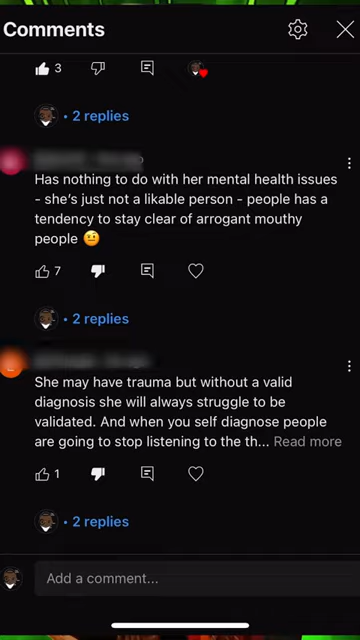 Comments
3
• 2 replies
Has nothing to do with her mental health issues
- she's just not a likable person - people has a
tendency to stay clear of arrogant mouthy
people 🤨
7
• 2 replies
She may have trauma but without a valid
diagnosis she will always struggle to be
validated. And when you self diagnose people
are going to stop listening to the th... Read more
1
• 2 replies
Add a comment...